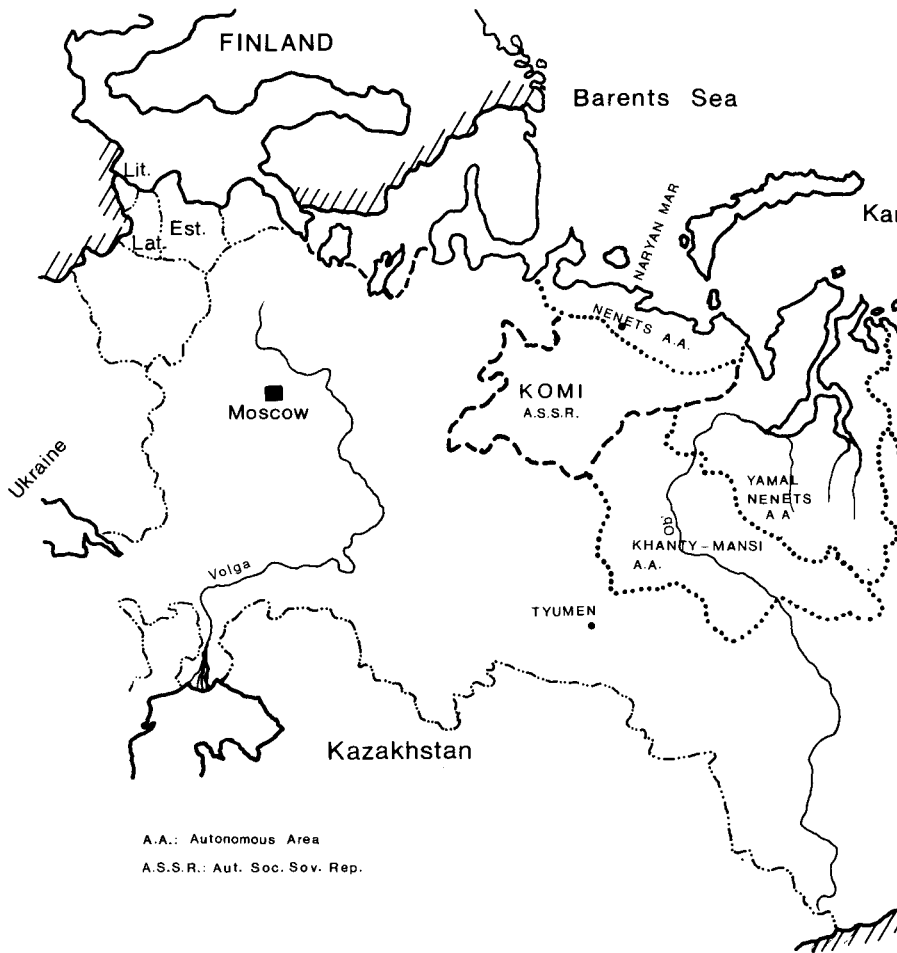 FINLAND
Barents Sea
Lit.
Est.
Lat.
NARYAN MAR
Kar
NENETS A.A.
KOMI
A.S.S.R.
Moscow
Ukraine
YAMAL
NENETS
A A
Ob.
KHANTY-MANSI
A.A.
Volga
TYUMEN
Kazakhstan
A.A.: Autonomous Area
A.S.S.R.: Aut. Soc. Sov. Rep.